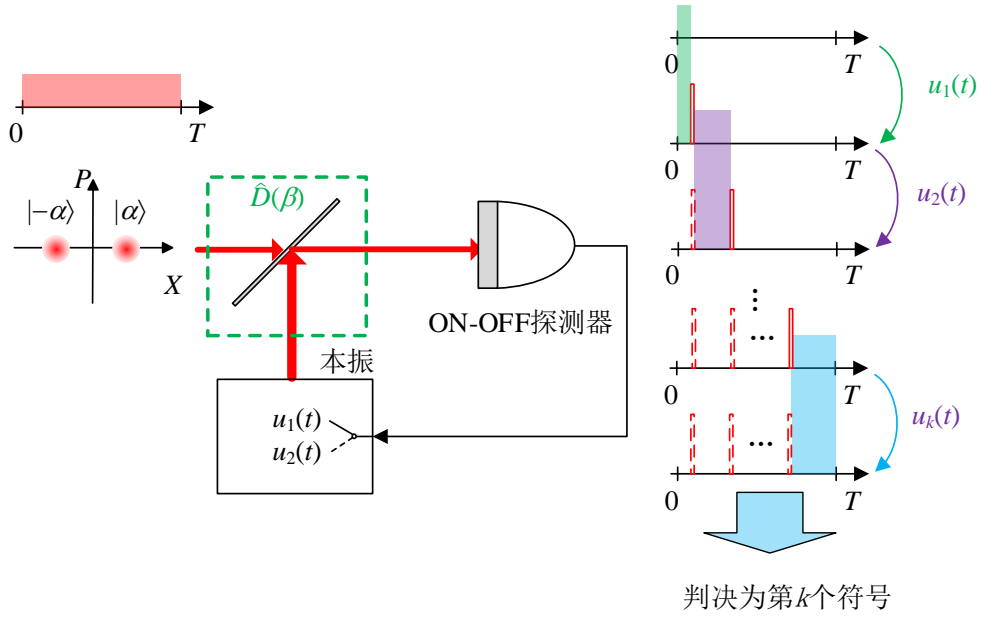 0
T
P
|−α⟩
|α⟩
X
D̂(β)
ON-OFF探测器
本振
u₁(t)
u₂(t)
0
T
u₁(t)
0
T
u₂(t)
0
T
⋮
...
0
T
uₖ(t)
...
0
T
判决为第k个符号